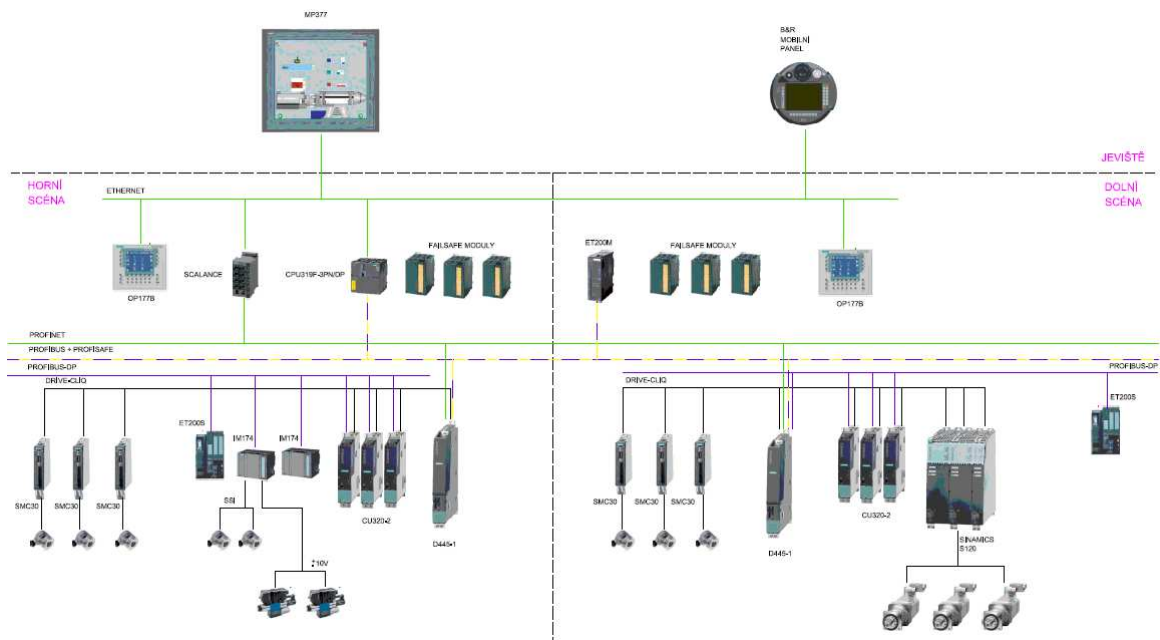 MP377
B&R
MOBILNÍ
PANEL
JEVIŠTĚ
HORNÍ
SCÉNA
ETHERNET
DOLNÍ
SCÉNA
OP177B
SCALANCE
CPU319F-3PN/DP
FAILSAFE MODULY
ET200M
FAILSAFE MODULY
OP177B
PROFINET
PROFIBUS + PROFISAFE
PROFIBUS-DP
PROFIBUS-DP
DRIVE-CLIQ
DRIVE-CLIQ
ET200S
ET200S
IM174
IM174
SMC30
SMC30
SMC30
SSI
CU320-2
D445-1
SMC30
SMC30
SMC30
D445-1
CU320-2
SINAMICS
S120
±10V